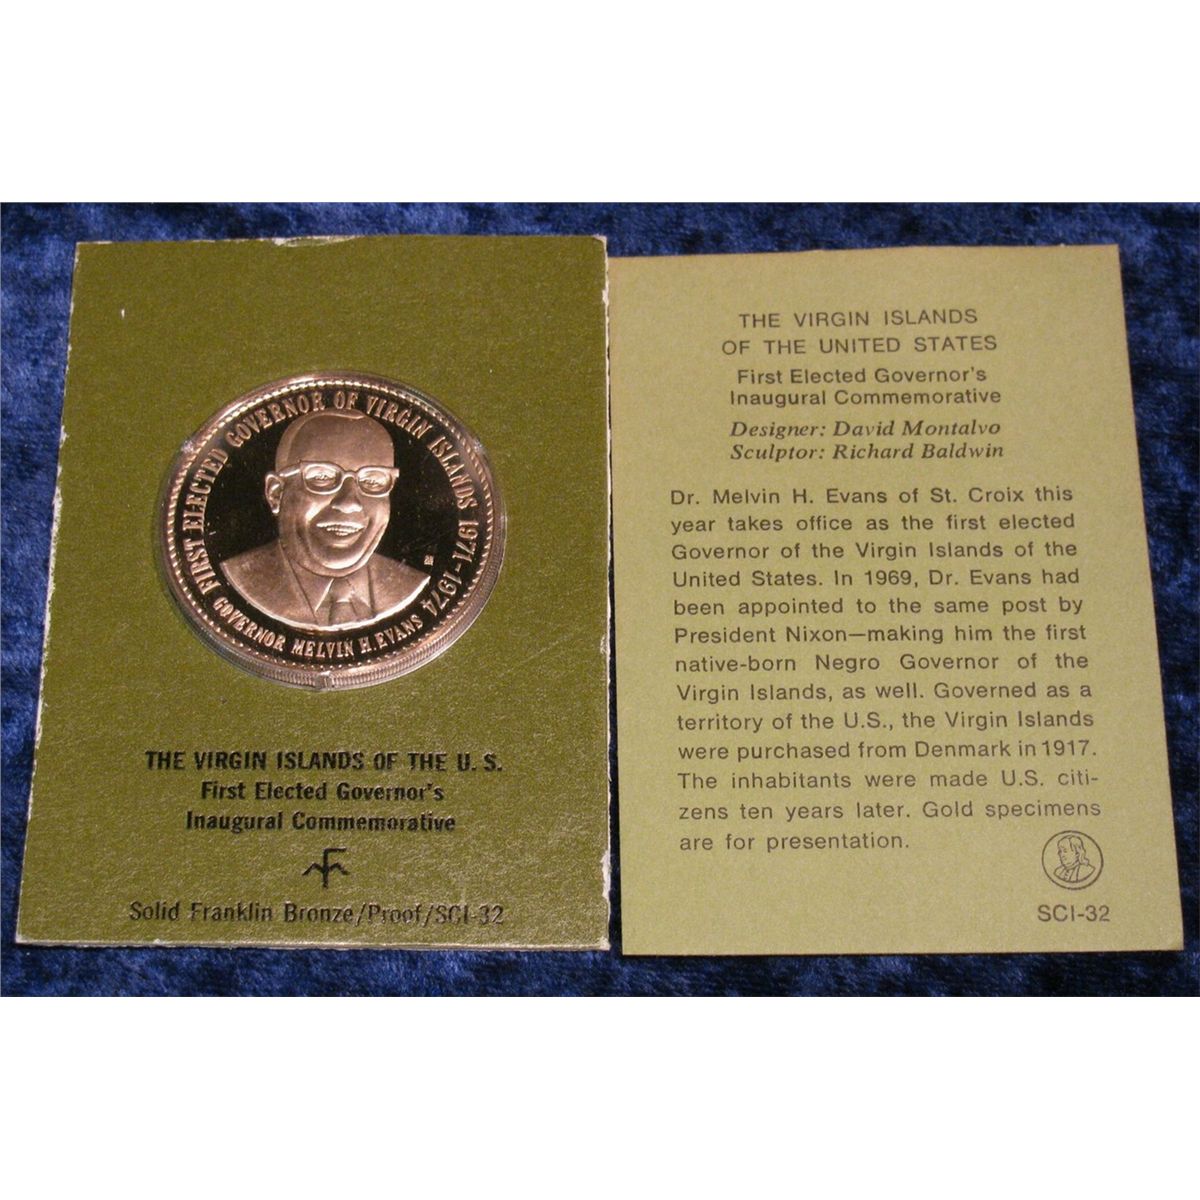 FIRST ELECTED GOVERNOR OF VIRGIN ISLANDS 1971-1974
GOVERNOR MELVIN H. EVANS
THE VIRGIN ISLANDS OF THE U. S.
First Elected Governor's
Inaugural Commemorative
Solid Franklin Bronze/Proof/SCI-32
THE VIRGIN ISLANDS
OF THE UNITED STATES
First Elected Governor's
Inaugural Commemorative
Designer: David Montalvo
Sculptor: Richard Baldwin
Dr. Melvin H. Evans of St. Croix this
year takes office as the first elected
Governor of the Virgin Islands of the
United States. In 1969, Dr. Evans had
been appointed to the same post by
President Nixon—making him the first
native-born Negro Governor of the
Virgin Islands, as well. Governed as a
territory of the U.S., the Virgin Islands
were purchased from Denmark in 1917.
The inhabitants were made U.S. citi-
zens ten years later. Gold specimens
are for presentation.
SCI-32